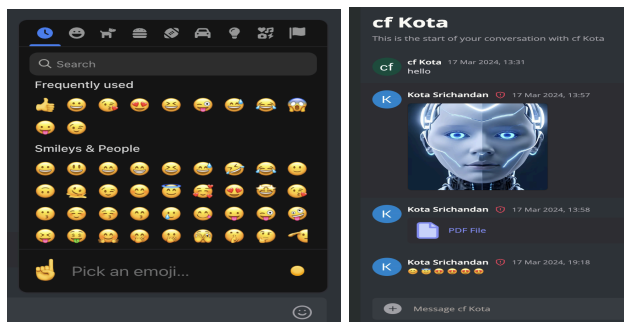 Search
Frequently used
Smileys & People
Pick an emoji...
cf Kota
This is the start of your conversation with cf Kota
cf
cf Kota 17 Mar 2024, 13:31
hello
K
Kota Srichandan 17 Mar 2024, 13:57
K
Kota Srichandan 17 Mar 2024, 13:58
PDF File
K
Kota Srichandan 17 Mar 2024, 19:18
Message cf Kota